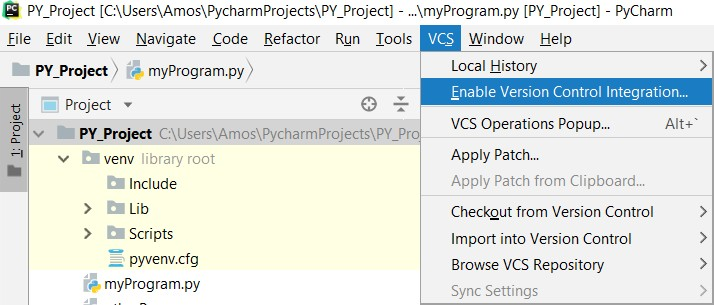 PC PY_Project [C:\Users\Amos\PycharmProjects\PY_Project] - ...\myProgram.py [PY_Project] - PyCharm
File Edit View Navigate Code Refactor Run Tools VCS Window Help
PY_Project myProgram.py
Local History
Project
Enable Version Control Integration...
1: Project
PY_Project C:\Users\Amos\PycharmProjects\PY_Proj
VCS Operations Popup... Alt+`
venv library root
Apply Patch...
Include
Apply Patch from Clipboard...
Lib
Checkout from Version Control
Scripts
Import into Version Control
pyvenv.cfg
Browse VCS Repository
myProgram.py
Sync Settings